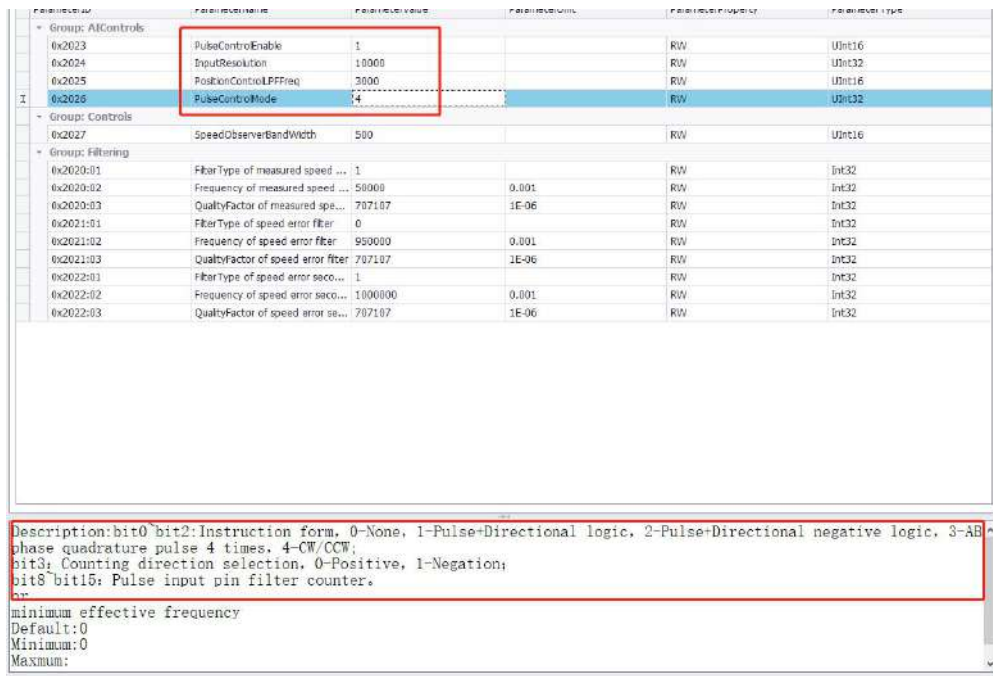 ParameterID ParameterName ParameterValue ParameterUnit ParameterProperty ParameterType
Group: AIControls
0x2023 PulseControlEnable 1 RW UInt16
0x2024 InputResolution 10000 RW UInt32
0x2025 PositionControlLPFFreq 3000 RW UInt16
0x2026 PulseControlMode 4 RW UInt32
Group: Controls
0x2027 SpeedObserverBandWidth 500 RW UInt16
Group: Filtering
0x2020:01 FilterType of measured speed ... 1 RW Int32
0x2020:02 Frequency of measured speed ... 50000 0.001 RW Int32
0x2020:03 QualityFactor of measured spe... 707107 1E-06 RW Int32
0x2021:01 FilterType of speed error filter 0 RW Int32
0x2021:02 Frequency of speed error filter 950000 0.001 RW Int32
0x2021:03 QualityFactor of speed error filter 707107 1E-06 RW Int32
0x2022:01 FilterType of speed error seco... 1 RW Int32
0x2022:02 Frequency of speed error seco... 1000000 0.001 RW Int32
0x2022:03 QualityFactor of speed error se... 707107 1E-06 RW Int32
Description:bit0~bit2:Instruction form, 0-None, 1-Pulse+Directional logic, 2-Pulse+Directional negative logic, 3-AB
phase quadrature pulse 4 times, 4-CW/CCW;
bit3: Counting direction selection, 0-Positive, 1-Negation;
bit8~bit15: Pulse input pin filter counter。
or
minimum effective frequency
Default:0
Minimum:0
Maxmum: